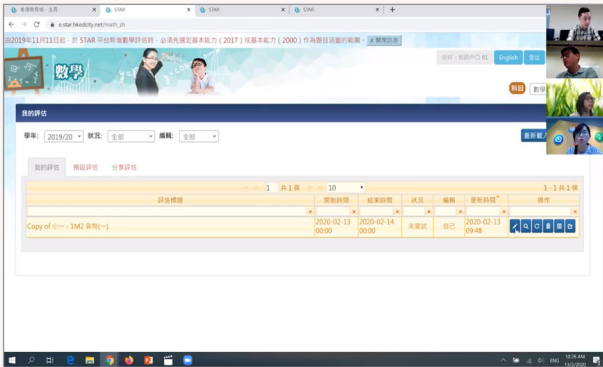 香港教育城 - 主頁
STAR
STAR
STAR
STAR
e.star.hkedcity.net/math_zh
由2019年11月11日起，於 STAR 平台新增數學評估時，必須先選定基本能力 ( 2017 ) 或基本能力 ( 2000 ) 作為題目涵蓋的範圍。 x 關閉訊息
數學
English
登出
科目
數學
我的評估
學年: 2019/20 狀況: 全部 編輯: 全部
重新載入
我的評估 預設評估 分享評估
1 共 1 頁 10 1 - 1 共 1 條
評估標題 開始時間 結束時間 狀況 編輯 更新時間 操作
x x x x x x
Copy of 小一 - 1M2 貨幣(一) 2020-02-13 00:00 2020-02-14 00:00 未嘗試 自己 2020-02-13 09:48
ENG
10:26 AM
13/2/2020